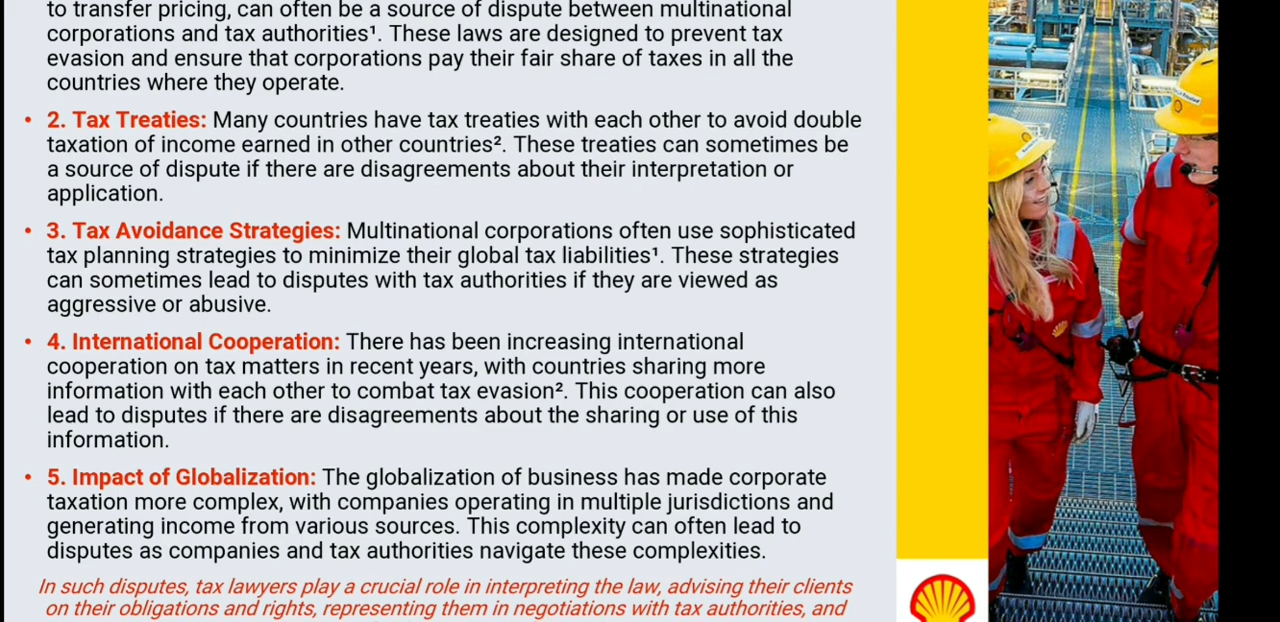 to transfer pricing, can often be a source of dispute between multinational
corporations and tax authorities¹. These laws are designed to prevent tax
evasion and ensure that corporations pay their fair share of taxes in all the
countries where they operate.
• 2. Tax Treaties: Many countries have tax treaties with each other to avoid double
taxation of income earned in other countries². These treaties can sometimes be
a source of dispute if there are disagreements about their interpretation or
application.
• 3. Tax Avoidance Strategies: Multinational corporations often use sophisticated
tax planning strategies to minimize their global tax liabilities¹. These strategies
can sometimes lead to disputes with tax authorities if they are viewed as
aggressive or abusive.
• 4. International Cooperation: There has been increasing international
cooperation on tax matters in recent years, with countries sharing more
information with each other to combat tax evasion². This cooperation can also
lead to disputes if there are disagreements about the sharing or use of this
information.
• 5. Impact of Globalization: The globalization of business has made corporate
taxation more complex, with companies operating in multiple jurisdictions and
generating income from various sources. This complexity can often lead to
disputes as companies and tax authorities navigate these complexities.
In such disputes, tax lawyers play a crucial role in interpreting the law, advising their clients
on their obligations and rights, representing them in negotiations with tax authorities, and